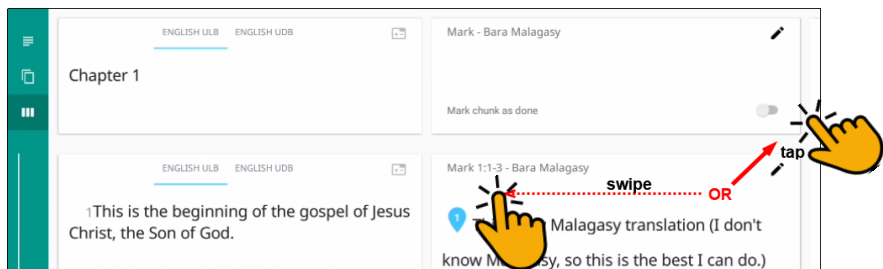 ENGLISH ULB ENGLISH UDB
Chapter 1
Mark - Bara Malagasy
Mark chunk as done
tap
ENGLISH ULB ENGLISH UDB
1This is the beginning of the gospel of Jesus
Christ, the Son of God.
Mark 1:1-3 - Bara Malagasy
swipe
OR
1 Malagasy translation (I don't
know sy, so this is the best I can do.)